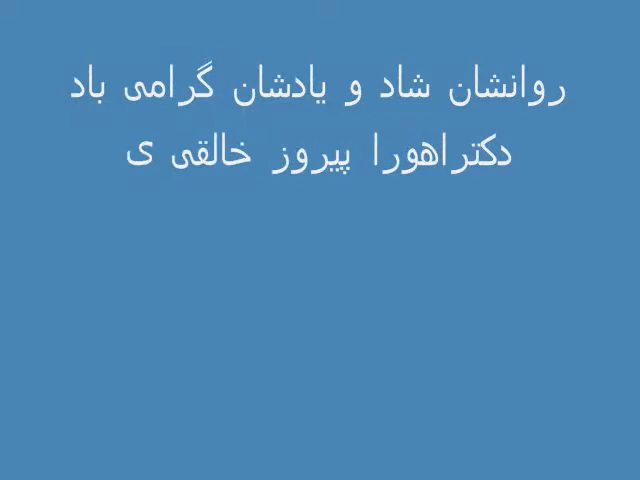 روانشان شاد و یادشان گرامی باد
دکتراهورا پیروز خالقی ی